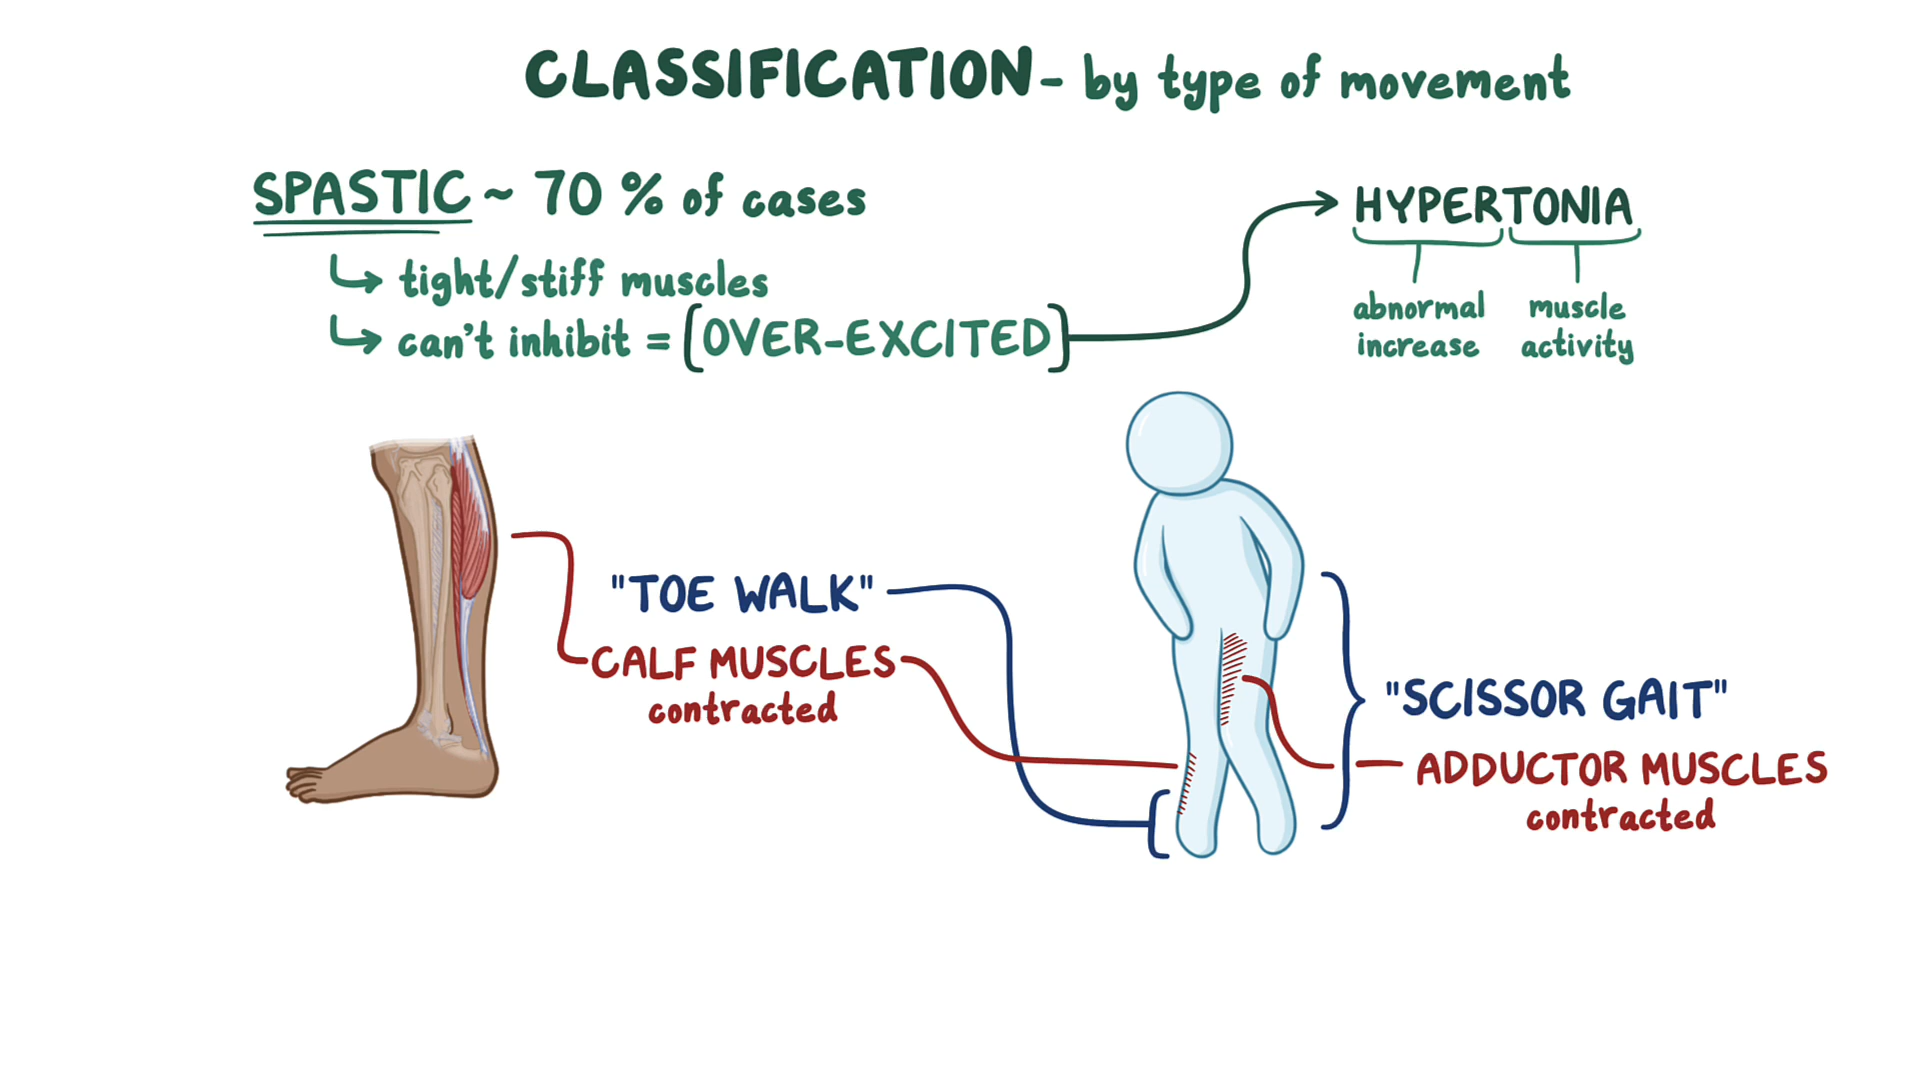 CLASSIFICATION - by type of movement
SPASTIC ~ 70 % of cases
tight/stiff muscles
can't inhibit = [OVER-EXCITED]
HYPERTONIA
abnormal increase
muscle activity
"TOE WALK"
CALF MUSCLES
contracted
"SCISSOR GAIT"
ADDUCTOR MUSCLES
contracted